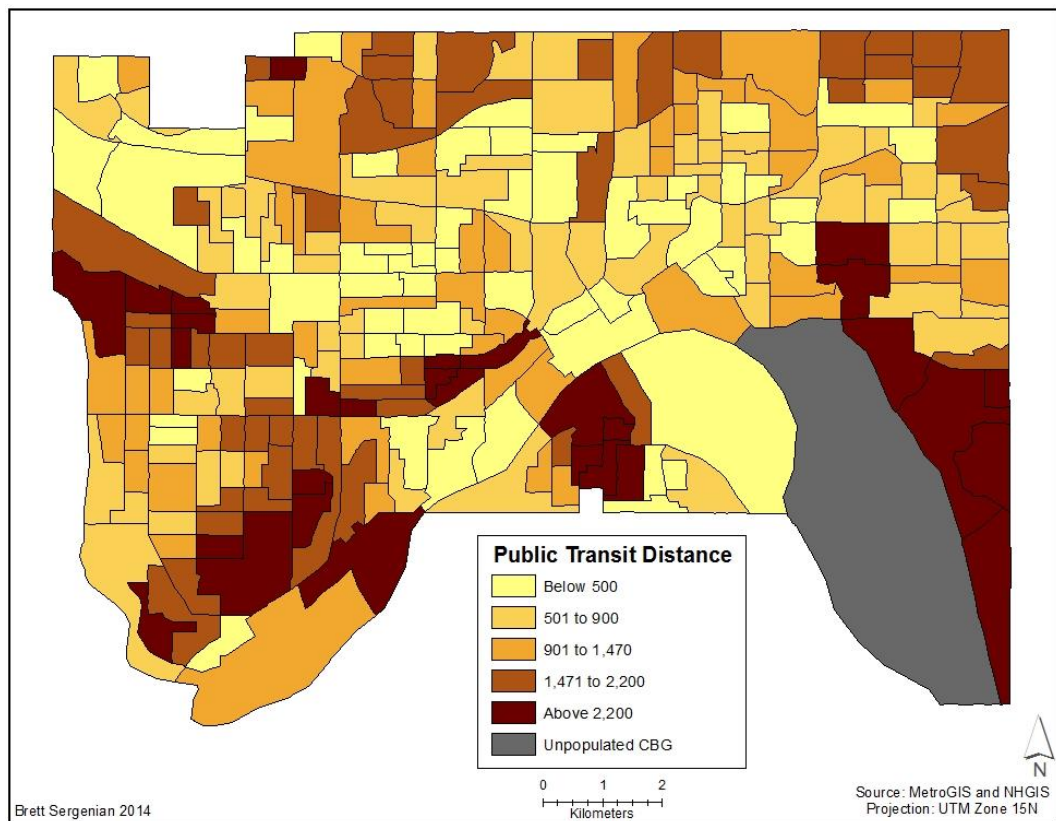 Public Transit Distance
Below 500
501 to 900
901 to 1,470
1,471 to 2,200
Above 2,200
Unpopulated CBG
0 1 2
Kilometers
N
Brett Sergenian 2014
Source: MetroGIS and NHGIS
Projection: UTM Zone 15N